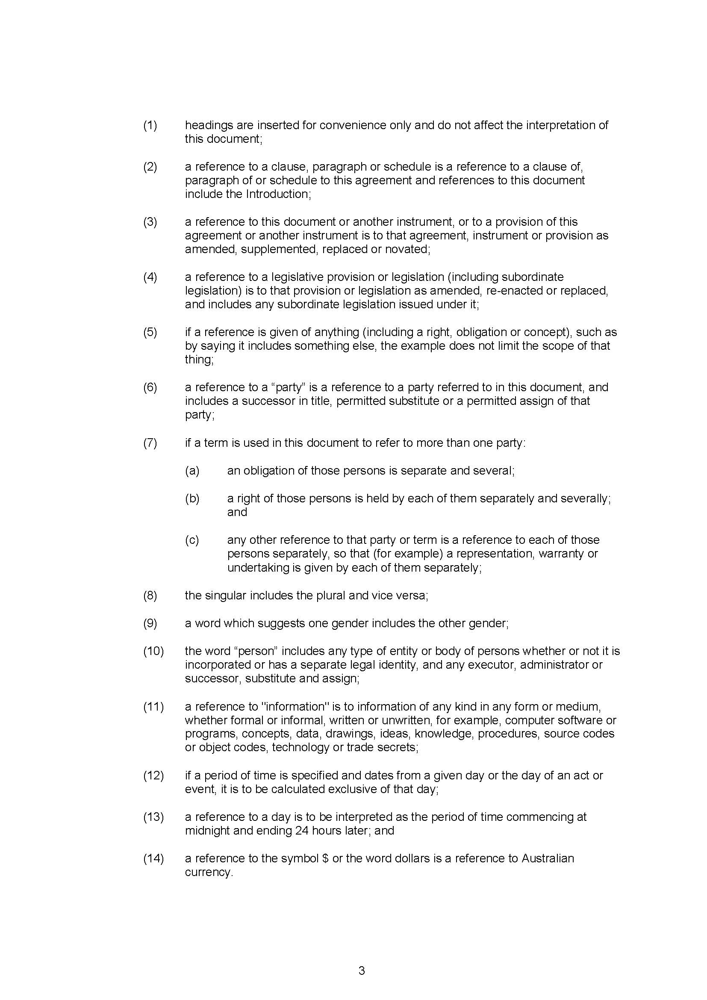 (1) headings are inserted for convenience only and do not affect the interpretation of
this document;
(2) a reference to a clause, paragraph or schedule is a reference to a clause of,
paragraph of or schedule to this agreement and references to this document
include the Introduction;
(3) a reference to this document or another instrument, or to a provision of this
agreement or another instrument is to that agreement, instrument or provision as
amended, supplemented, replaced or novated;
(4) a reference to a legislative provision or legislation (including subordinate
legislation) is to that provision or legislation as amended, re-enacted or replaced,
and includes any subordinate legislation issued under it;
(5) if a reference is given of anything (including a right, obligation or concept), such as
by saying it includes something else, the example does not limit the scope of that
thing;
(6) a reference to a “party” is a reference to a party referred to in this document, and
includes a successor in title, permitted substitute or a permitted assign of that
party;
(7) if a term is used in this document to refer to more than one party:
(a) an obligation of those persons is separate and several;
(b) a right of those persons is held by each of them separately and severally;
and
(c) any other reference to that party or term is a reference to each of those
persons separately, so that (for example) a representation, warranty or
undertaking is given by each of them separately;
(8) the singular includes the plural and vice versa;
(9) a word which suggests one gender includes the other gender;
(10) the word “person” includes any type of entity or body of persons whether or not it is
incorporated or has a separate legal identity, and any executor, administrator or
successor, substitute and assign;
(11) a reference to "information" is to information of any kind in any form or medium,
whether formal or informal, written or unwritten, for example, computer software or
programs, concepts, data, drawings, ideas, knowledge, procedures, source codes
or object codes, technology or trade secrets;
(12) if a period of time is specified and dates from a given day or the day of an act or
event, it is to be calculated exclusive of that day;
(13) a reference to a day is to be interpreted as the period of time commencing at
midnight and ending 24 hours later; and
(14) a reference to the symbol $ or the word dollars is a reference to Australian
currency.
3